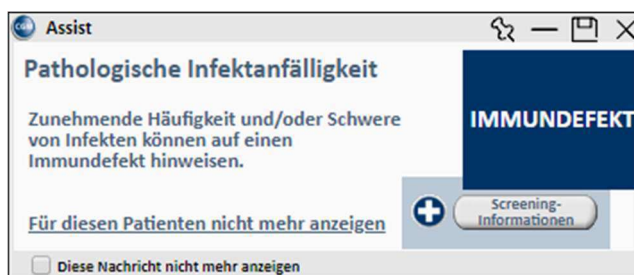 CGM Assist
Pathologische Infektanfälligkeit
Zunehmende Häufigkeit und/oder Schwere
von Infekten können auf einen
Immundefekt hinweisen.
IMMUNDEFEKT
Für diesen Patienten nicht mehr anzeigen
Screening-
Informationen
Diese Nachricht nicht mehr anzeigen